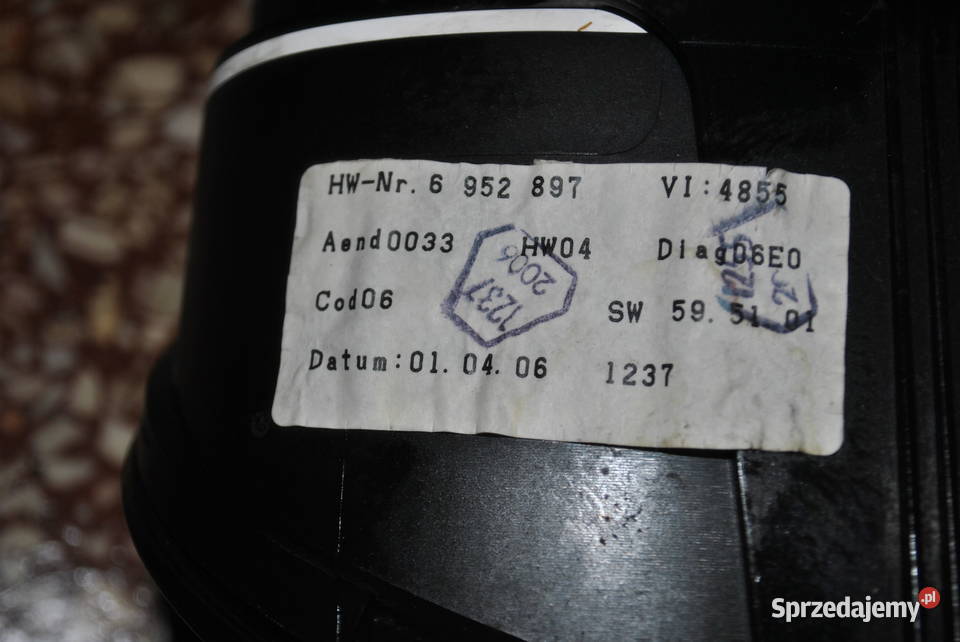 HW-Nr. 6 952 897 VI:4855
Aend0033 HW04 Diag06E0
Cod06 SW 59. 51 01
Datum:01. 04. 06 1237
1237
2006
Sprzedajemy.pl